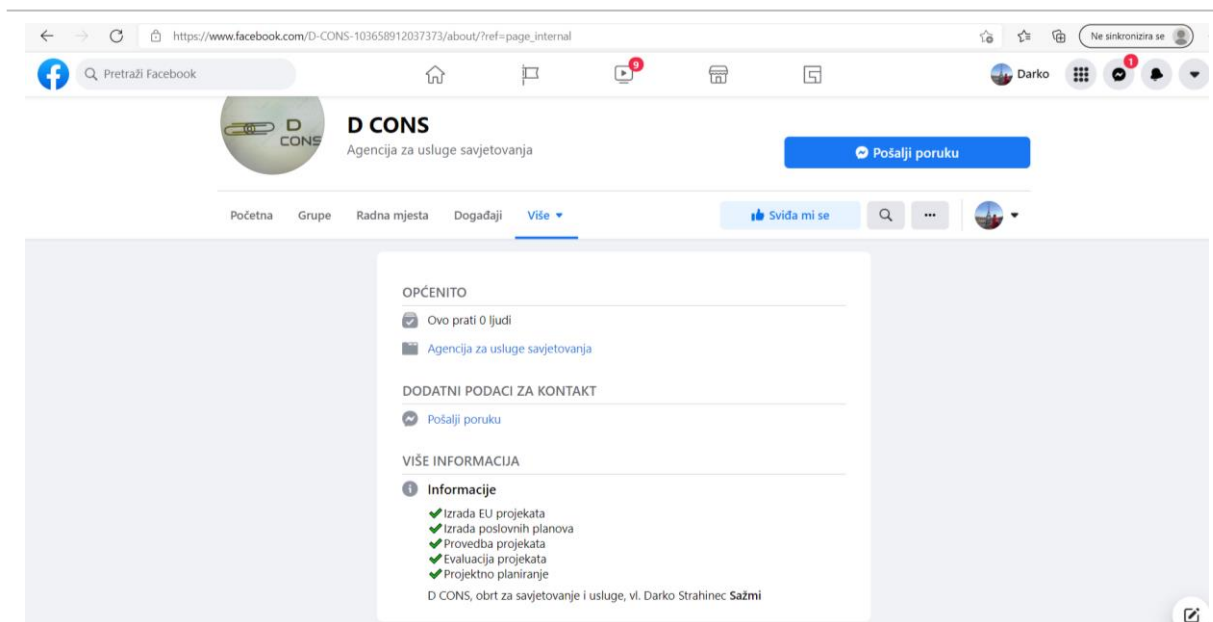 https://www.facebook.com/D-CONS-103658912037373/about/?ref=page_internal
Ne sinkronizira se
Pretraži Facebook
9
Darko
1
D CONS
D CONS
Agencija za usluge savjetovanja
Pošalji poruku
Početna Grupe Radna mjesta Događaji Više
Sviđa mi se
OPĆENITO
Ovo prati 0 ljudi
Agencija za usluge savjetovanja
DODATNI PODACI ZA KONTAKT
Pošalji poruku
VIŠE INFORMACIJA
Informacije
Izrada EU projekata
Izrada poslovnih planova
Provedba projekata
Evaluacija projekata
Projektno planiranje
D CONS, obrt za savjetovanje i usluge, vl. Darko Strahinec Sažmi